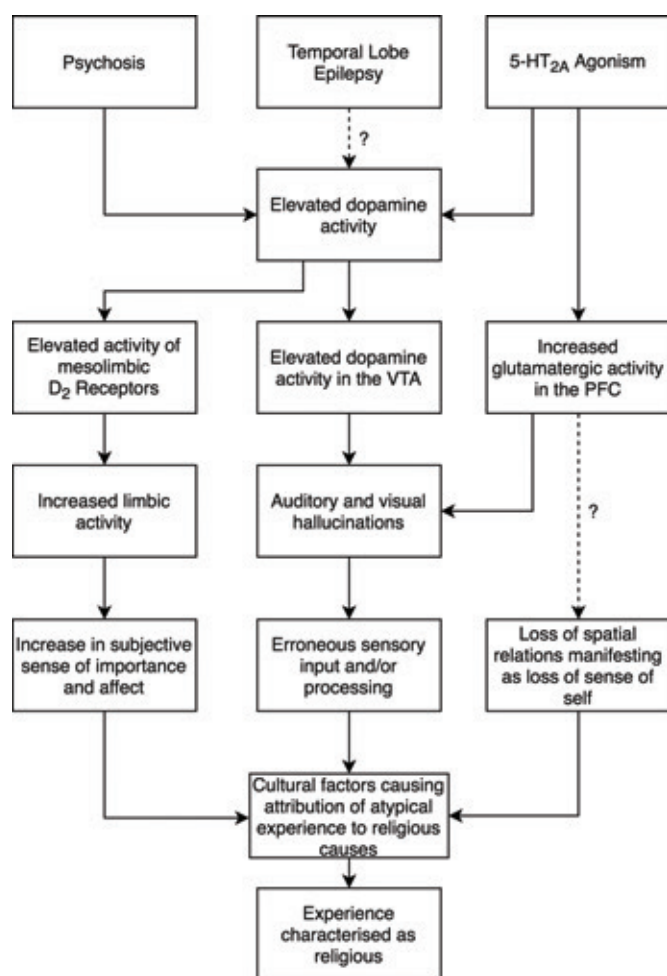 Psychosis
Temporal Lobe
Epilepsy
5-HT2A Agonism
?
Elevated dopamine
activity
Elevated activity of
mesolimbic
D2 Receptors
Elevated dopamine
activity in the VTA
Increased
glutamatergic activity
in the PFC
Increased limbic
activity
Auditory and visual
hallucinations
?
Increase in subjective
sense of importance
and affect
Erroneous sensory
input and/or
processing
Loss of spatial
relations manifesting
as loss of sense of
self
Cultural factors causing
attribution of atypical
experience to religious
causes
Experience
characterised as
religious